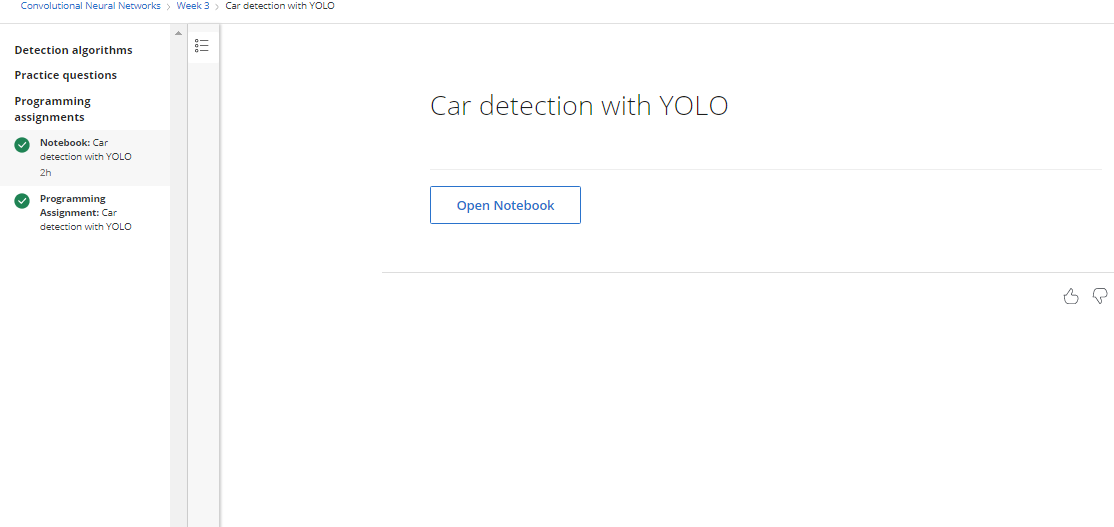 Convolutional Neural Networks > Week 3 > Car detection with YOLO
Detection algorithms
Practice questions
Programming
assignments
Notebook: Car
detection with YOLO
2h
Programming
Assignment: Car
detection with YOLO
Car detection with YOLO
Open Notebook